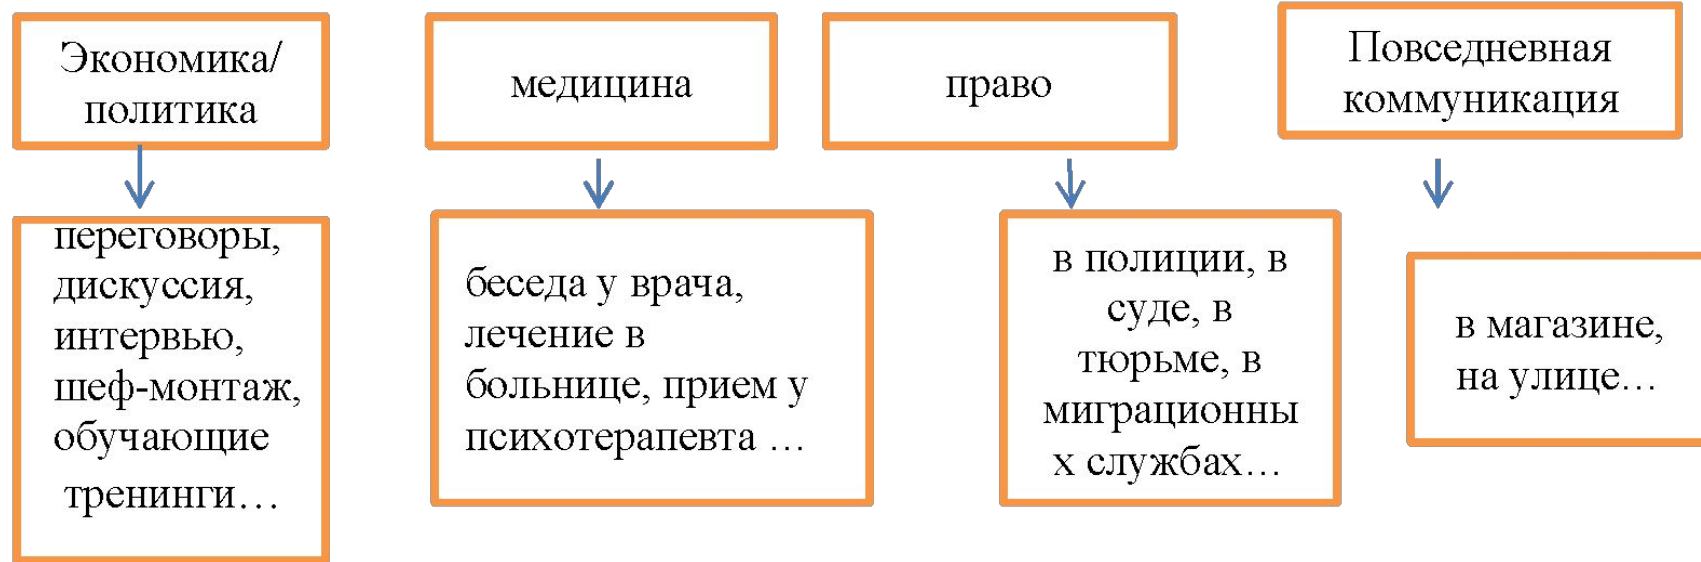 Экономика/
политика
медицина
право
Повседневная
коммуникация
переговоры,
дискуссия,
интервью,
шеф-монтаж,
обучающие
тренинги…
беседа у врача,
лечение в
больнице, прием у
психотерапевта …
в полиции, в
суде, в
тюрьме, в
миграционны
х службах…
в магазине,
на улице…